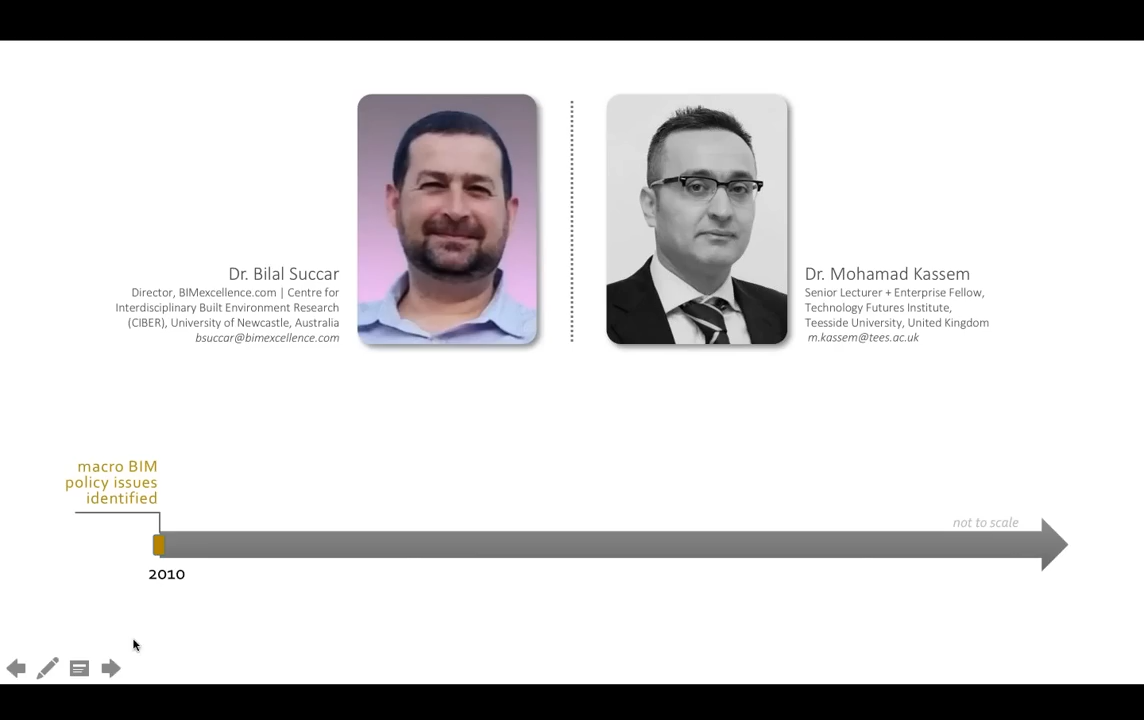 Dr. Bilal Succar
Director, BIMexcellence.com | Centre for
Interdisciplinary Built Environment Research
(CIBER), University of Newcastle, Australia
bsuccar@bimexcellence.com
Dr. Mohamad Kassem
Senior Lecturer + Enterprise Fellow,
Technology Futures Institute,
Teesside University, United Kingdom
m.kassem@tees.ac.uk
macro BIM
policy issues
identified
not to scale
2010